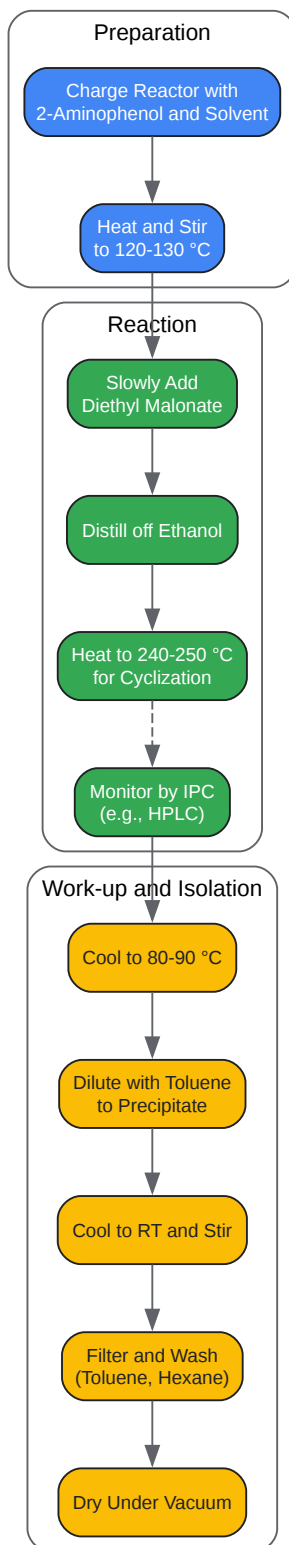 Preparation
Charge Reactor with
2-Aminophenol and Solvent
Heat and Stir
to 120-130 °C
Reaction
Slowly Add
Diethyl Malonate
Distill off Ethanol
Heat to 240-250 °C
for Cyclization
Monitor by IPC
(e.g., HPLC)
Work-up and Isolation
Cool to 80-90 °C
Dilute with Toluene
to Precipitate
Cool to RT and Stir
Filter and Wash
(Toluene, Hexane)
Dry Under Vacuum